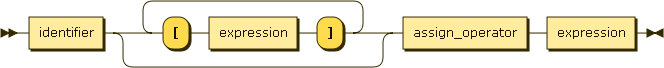 identifier [ expression ] assign_operator expression